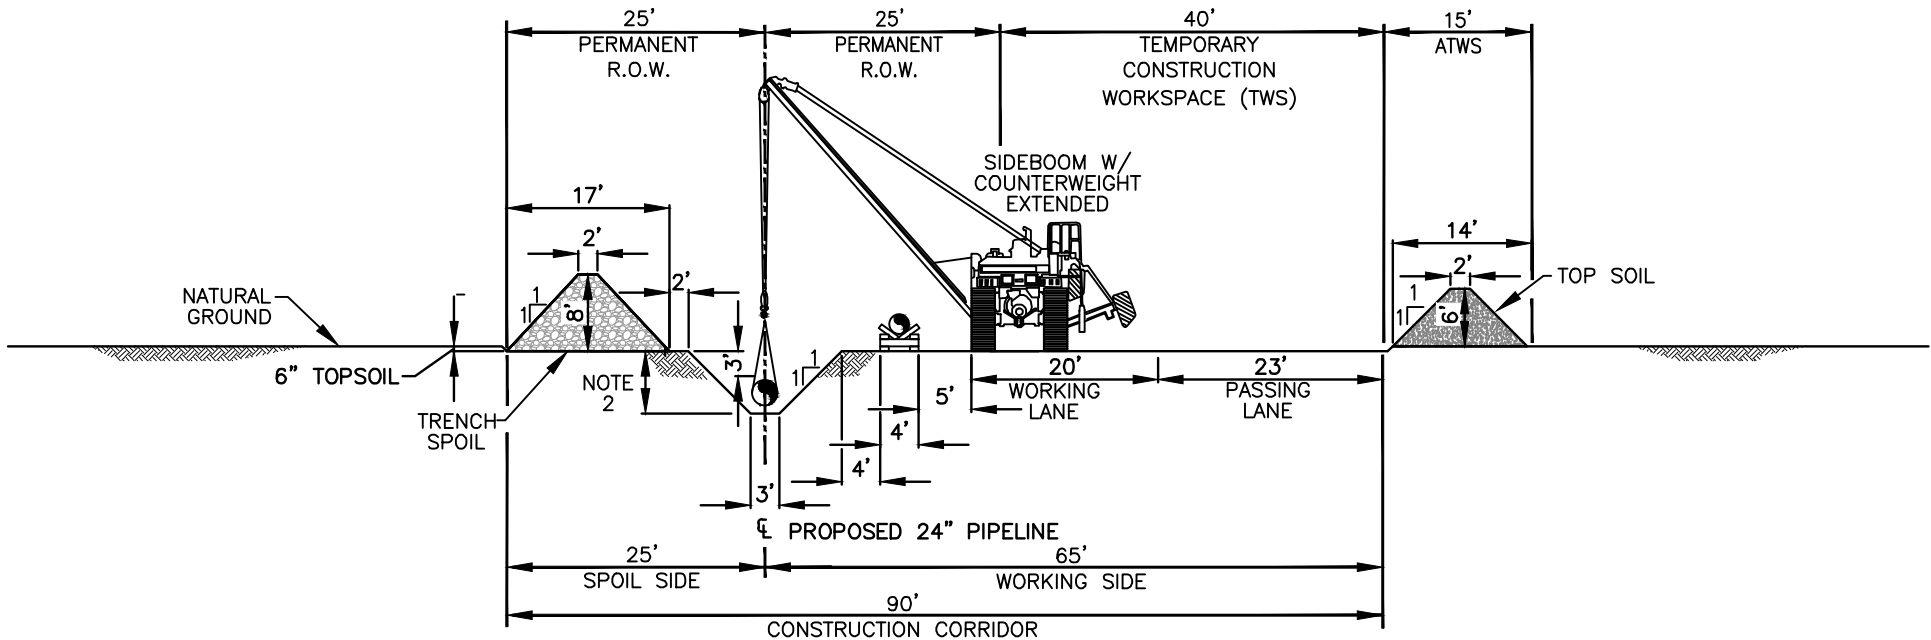 25' 25' 40' 15'
PERMANENT PERMANENT TEMPORARY ATWS
R.O.W. R.O.W. CONSTRUCTION
WORKSPACE (TWS)
SIDEBOOM W/
COUNTERWEIGHT
EXTENDED
17'
14'
2'
2'
2'
TOP SOIL
NATURAL
GROUND
1
1
8'
1
1
6'
6" TOPSOIL
NOTE
2
3'
1
1
TRENCH
SPOIL
5'
20'
WORKING
LANE
23'
PASSING
LANE
4'
4'
3'
℄ PROPOSED 24" PIPELINE
25' 65'
SPOIL SIDE WORKING SIDE
90'
CONSTRUCTION CORRIDOR